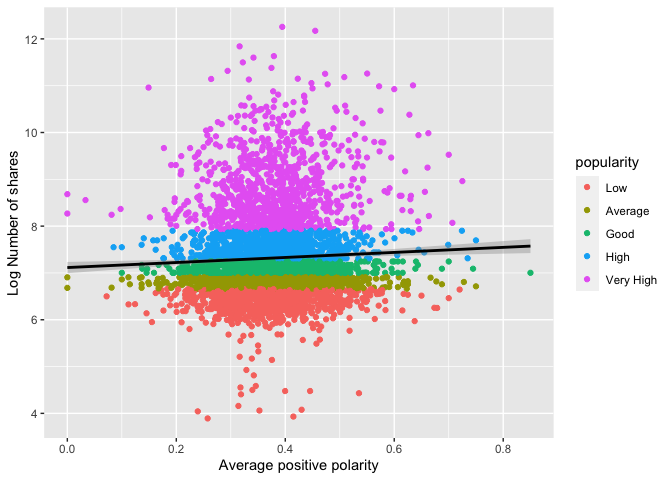 12
10
8
6
4
Log Number of shares
0.0 0.2 0.4 0.6 0.8
Average positive polarity
popularity
Low
Average
Good
High
Very High